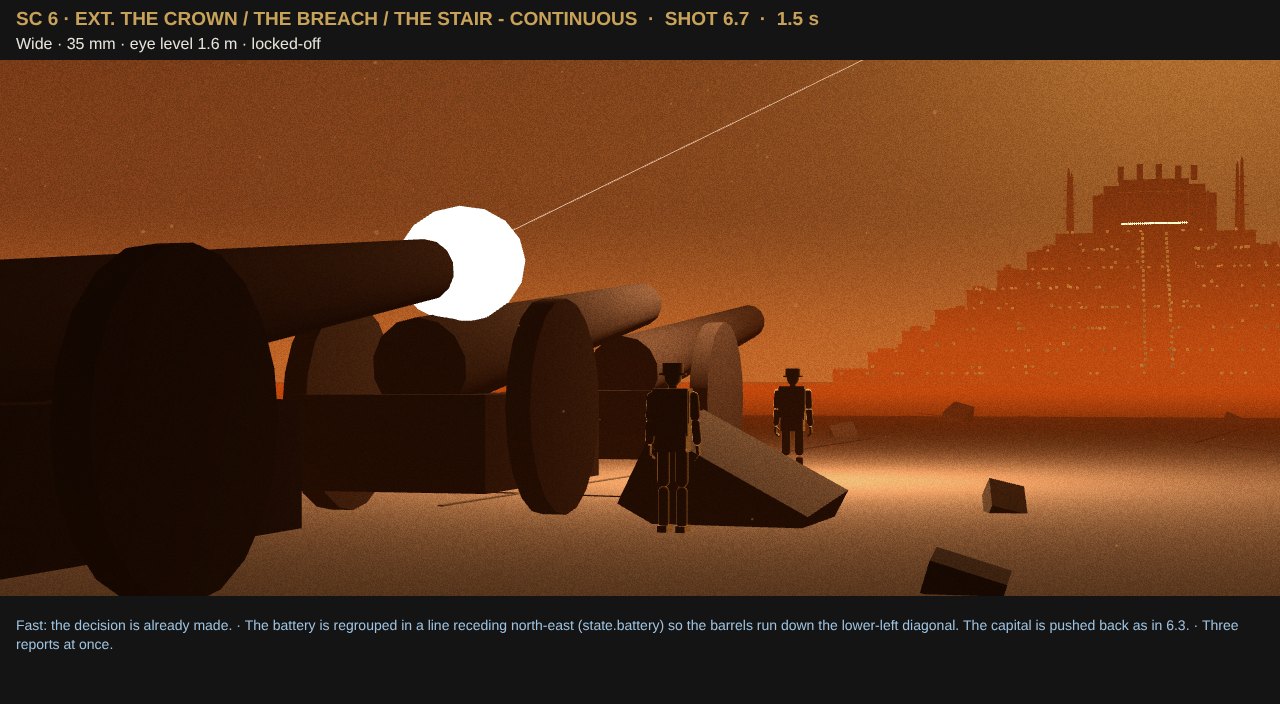 SC 6 · EXT. THE CROWN / THE BREACH / THE STAIR - CONTINUOUS · SHOT 6.7 · 1.5 s
Wide · 35 mm · eye level 1.6 m · locked-off
Fast: the decision is already made. · The battery is regrouped in a line receding north-east (state.battery) so the barrels run down the lower-left diagonal. The capital is pushed back as in 6.3. · Three
reports at once.